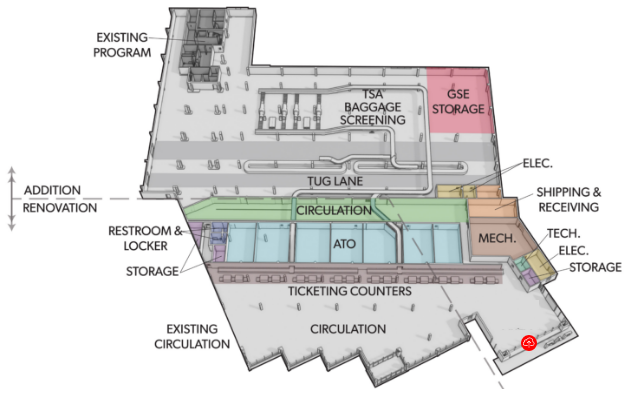 EXISTING
PROGRAM
TSA
BAGGAGE
SCREENING
GSE
STORAGE
ELEC.
TUG LANE
ADDITION
RENOVATION
SHIPPING &
RECEIVING
CIRCULATION
RESTROOM &
LOCKER
ATO
MECH.
TECH.
ELEC.
STORAGE
STORAGE
TICKETING COUNTERS
EXISTING
CIRCULATION
CIRCULATION